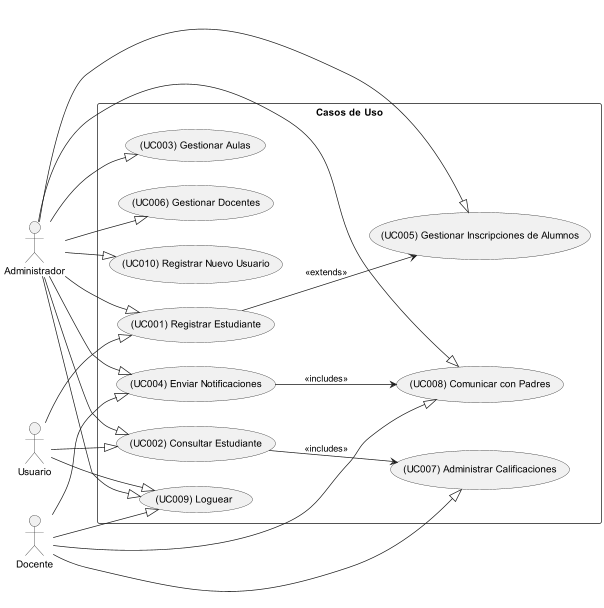 Casos de Uso
(UC003) Gestionar Aulas
(UC006) Gestionar Docentes
(UC005) Gestionar Inscripciones de Alumnos
(UC010) Registrar Nuevo Usuario
Administrador
«extends»
(UC001) Registrar Estudiante
«includes»
(UC004) Enviar Notificaciones
(UC008) Comunicar con Padres
(UC002) Consultar Estudiante
«includes»
Usuario
(UC007) Administrar Calificaciones
(UC009) Loguear
Docente